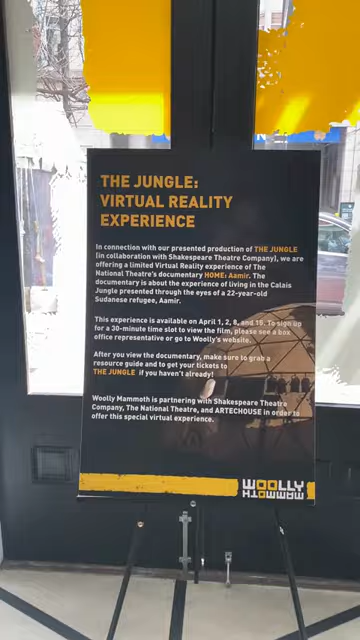 THE JUNGLE:
VIRTUAL REALITY
EXPERIENCE
In connection with our presented production of THE JUNGLE
[in collaboration with Shakespeare Theatre Company], we are
offering a limited Virtual Reality experience of The
National Theatre's documentary HOME: Aamir. The
documentary is about the experience of living in the Calais
Jungle presented through the eyes of a 22-year-old
Sudanese refugee, Aamir.
This experience is available on April 1, 2, 8, and 15. To sign up
for a 30-minute time slot to view the film, please see a box
office representative or go to Woolly's website.
After you view the documentary, make sure to grab a
resource guide and to get your tickets to
THE JUNGLE if you haven't already!
Woolly Mammoth is partnering with Shakespeare Theatre
Company, The National Theatre, and ARTECHOUSE in order to
offer this special virtual experience.
WOOLLY
MAMMOTH